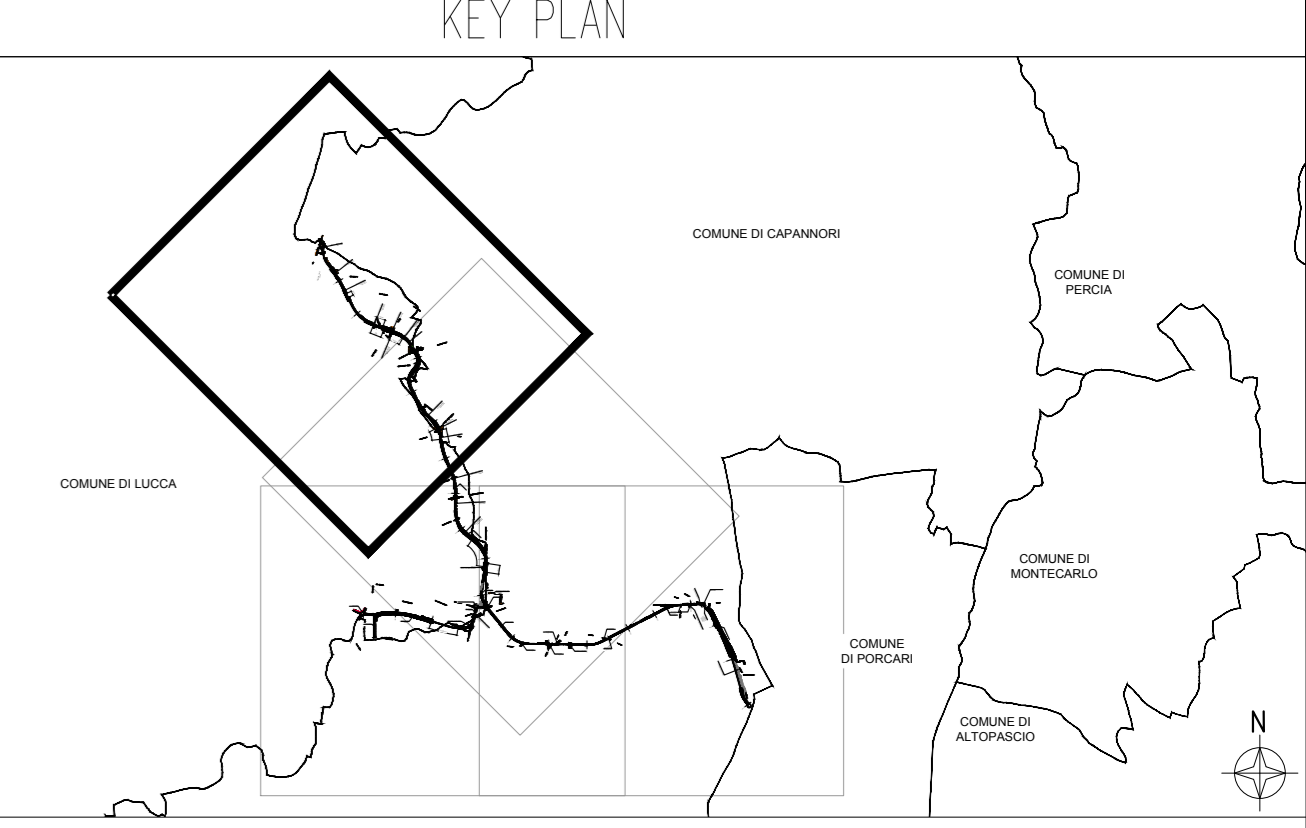 KEY PLAN
COMUNE DI CAPANNORI
COMUNE DI
PERCIA
COMUNE DI LUCCA
COMUNE DI
MONTECARLO
COMUNE
DI PORCARI
COMUNE DI
ALTOPASCIO
N